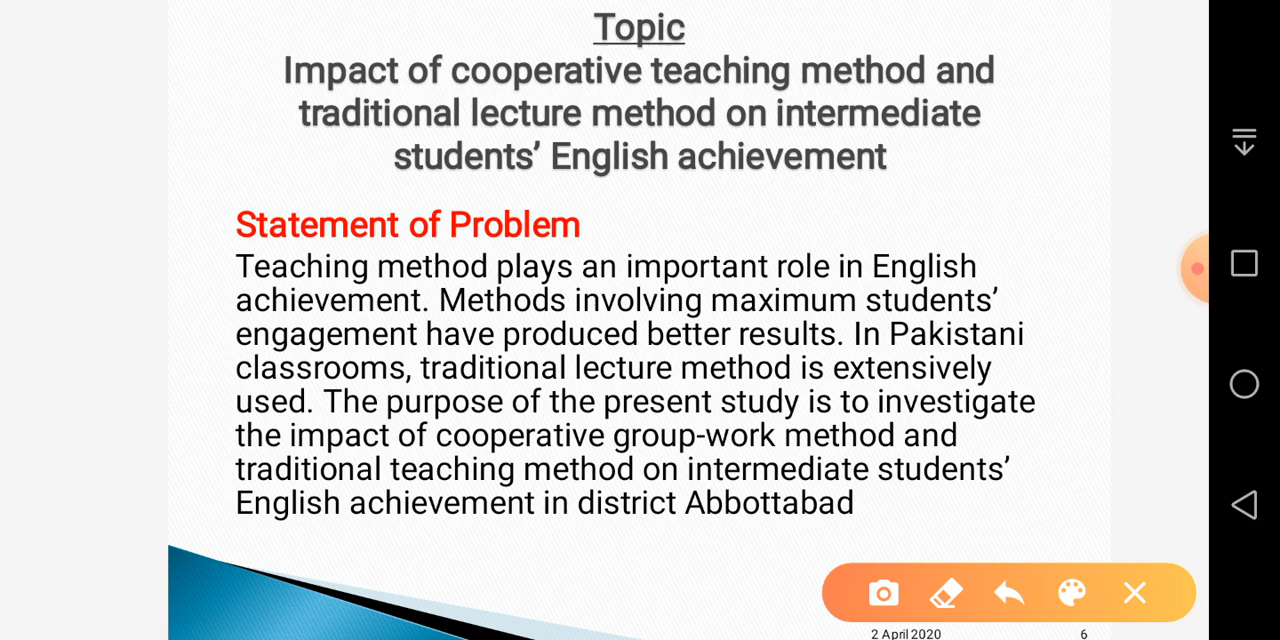 Topic
Impact of cooperative teaching method and
traditional lecture method on intermediate
students’ English achievement
Statement of Problem
Teaching method plays an important role in English
achievement. Methods involving maximum students’
engagement have produced better results. In Pakistani
classrooms, traditional lecture method is extensively
used. The purpose of the present study is to investigate
the impact of cooperative group-work method and
traditional teaching method on intermediate students’
English achievement in district Abbottabad
2 April 2020
6